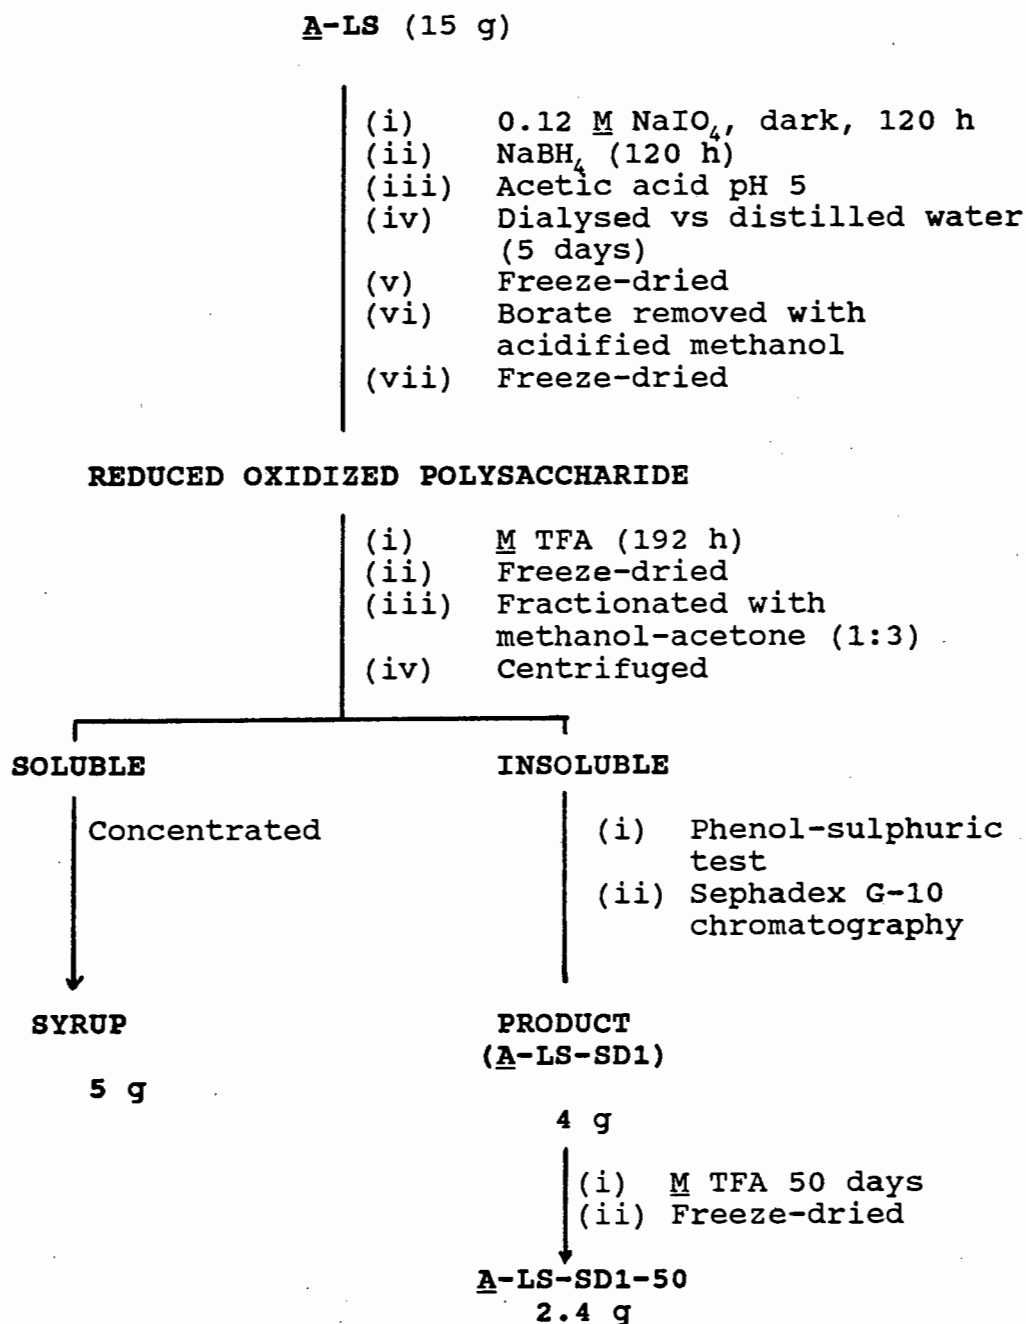 A-LS (15 g)
(i) 0.12 M NaIO4, dark, 120 h
(ii) NaBH4 (120 h)
(iii) Acetic acid pH 5
(iv) Dialysed vs distilled water
(5 days)
(v) Freeze-dried
(vi) Borate removed with
acidified methanol
(vii) Freeze-dried
REDUCED OXIDIZED POLYSACCHARIDE
(i) M TFA (192 h)
(ii) Freeze-dried
(iii) Fractionated with
methanol-acetone (1:3)
(iv) Centrifuged
SOLUBLE
Concentrated
SYRUP
5 g
INSOLUBLE
(i) Phenol-sulphuric
test
(ii) Sephadex G-10
chromatography
PRODUCT
(A-LS-SD1)
4 g
(i) M TFA 50 days
(ii) Freeze-dried
A-LS-SD1-50
2.4 g